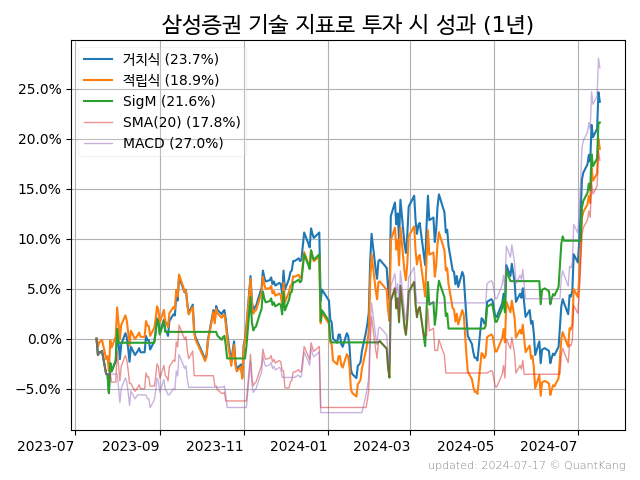 삼성증권 기술 지표로 투자 시 성과 (1년)
거치식 (23.7%)
적립식 (18.9%)
SigM (21.6%)
SMA(20) (17.8%)
MACD (27.0%)
25.0%
20.0%
15.0%
10.0%
5.0%
0.0%
−5.0%
2023-07 2023-09 2023-11 2024-01 2024-03 2024-05 2024-07
updated: 2024-07-17 © QuantKang